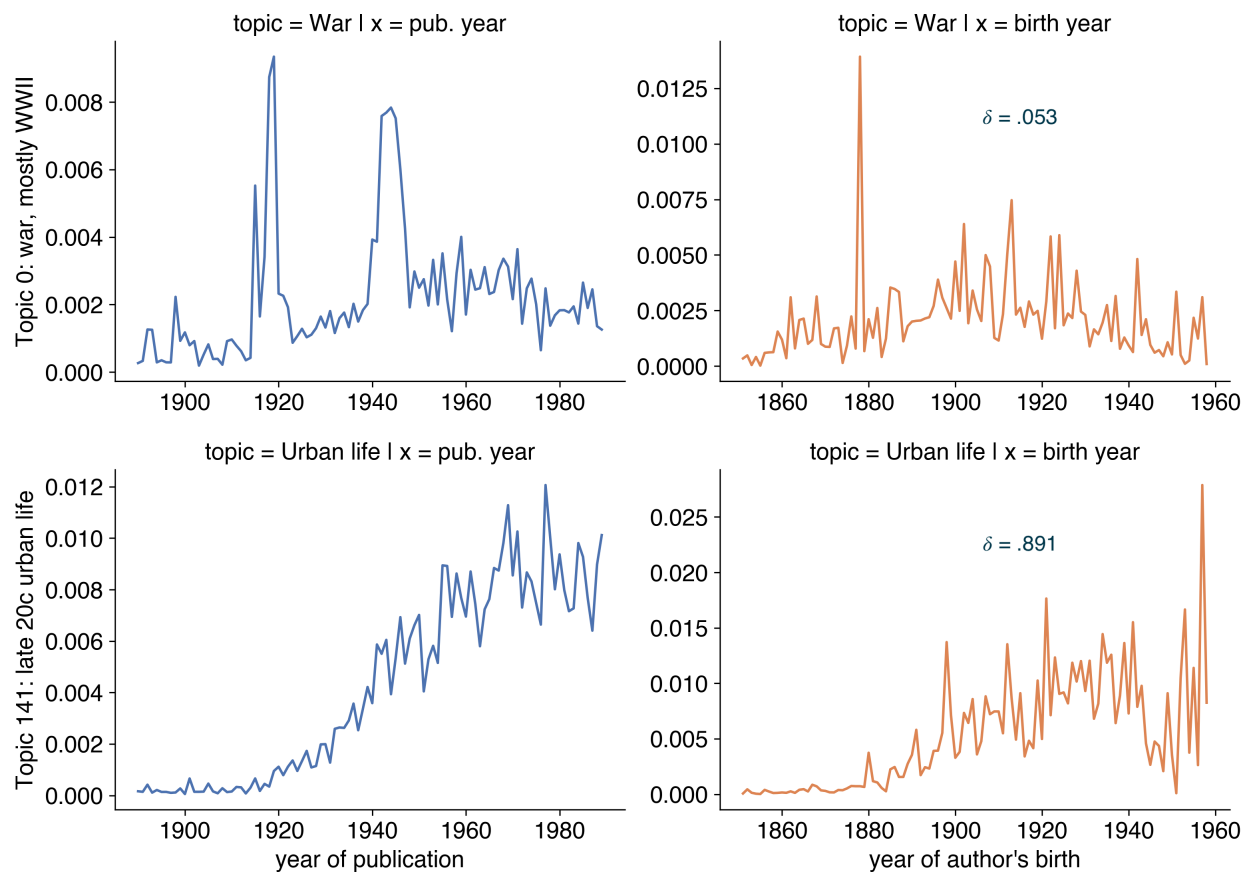 topic = War | x = pub. year
topic = War | x = birth year
Topic 0: war, mostly WWII
0.008
0.006
0.004
0.002
0.000
1900 1920 1940 1960 1980
δ = .053
0.0125
0.0100
0.0075
0.0050
0.0025
0.0000
1860 1880 1900 1920 1940 1960
topic = Urban life | x = pub. year
topic = Urban life | x = birth year
Topic 141: late 20c urban life
0.012
0.010
0.008
0.006
0.004
0.002
0.000
1900 1920 1940 1960 1980
year of publication
δ = .891
0.025
0.020
0.015
0.010
0.005
0.000
1860 1880 1900 1920 1940 1960
year of author's birth